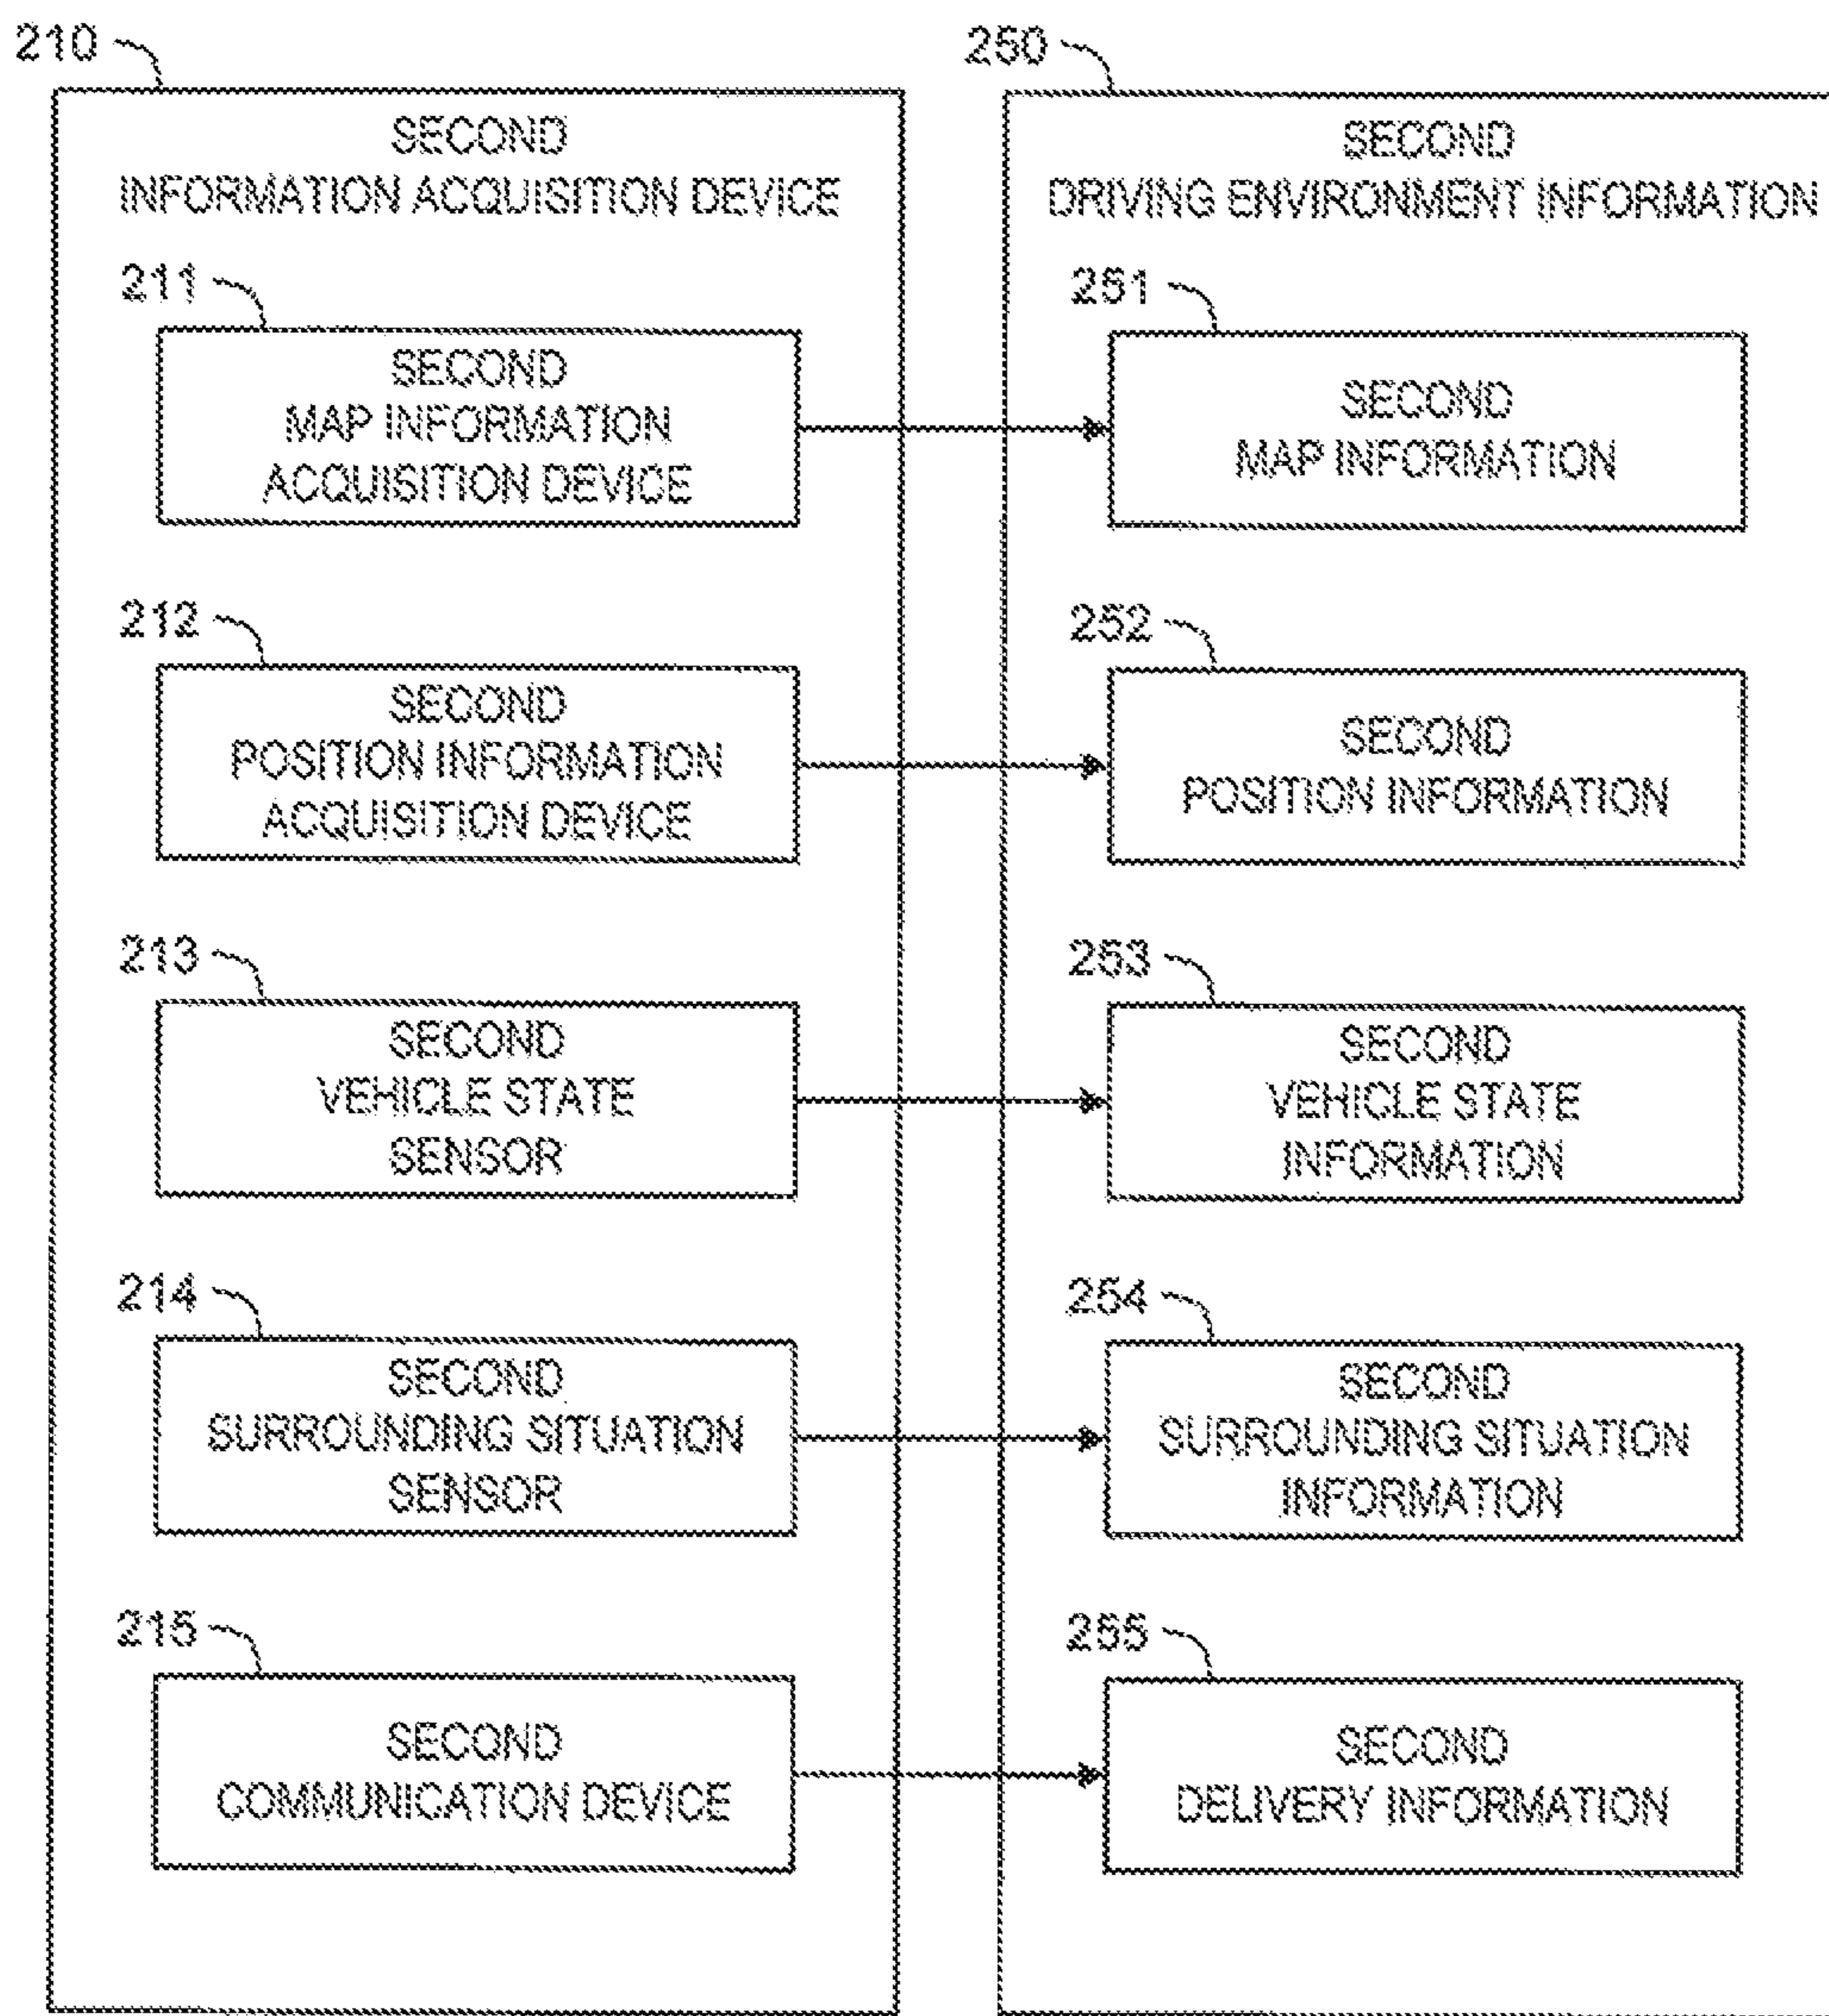 210
SECOND
INFORMATION ACQUISITION DEVICE
211
SECOND
MAP INFORMATION
ACQUISITION DEVICE
212
SECOND
POSITION INFORMATION
ACQUISITION DEVICE
213
SECOND
VEHICLE STATE
SENSOR
214
SECOND
SURROUNDING SITUATION
SENSOR
215
SECOND
COMMUNICATION DEVICE
250
SECOND
DRIVING ENVIRONMENT INFORMATION
251
SECOND
MAP INFORMATION
252
SECOND
POSITION INFORMATION
253
SECOND
VEHICLE STATE
INFORMATION
254
SECOND
SURROUNDING SITUATION
INFORMATION
255
SECOND
DELIVERY INFORMATION